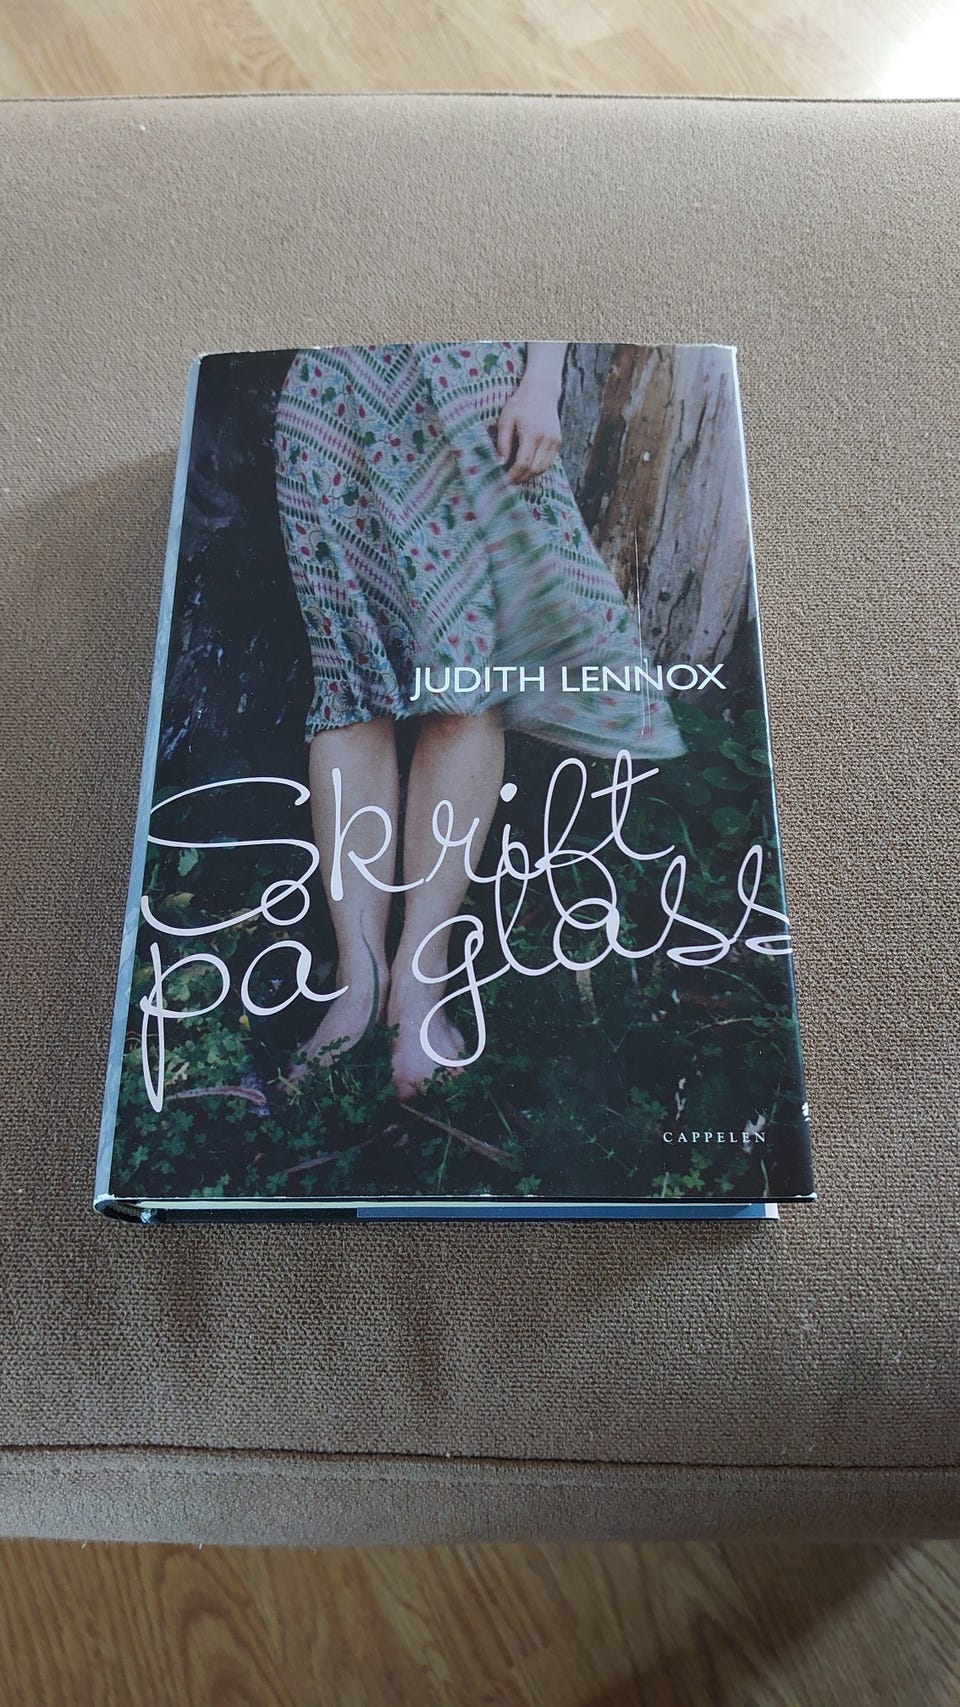 JUDITH LENNOX
Skrift
på glass
CAPPELEN